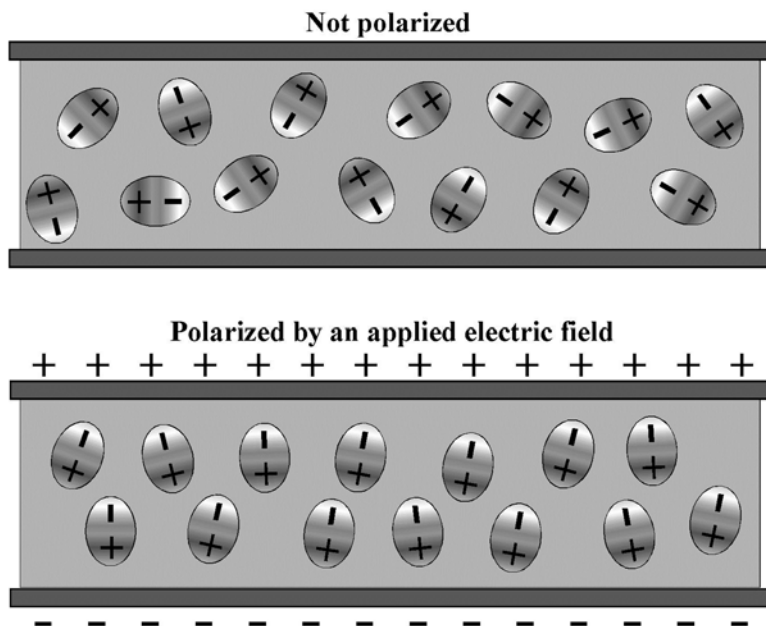 Not polarized
Polarized by an applied electric field
+ + + + + + + + + + + + + +
- - - - - - - - - - - - - -